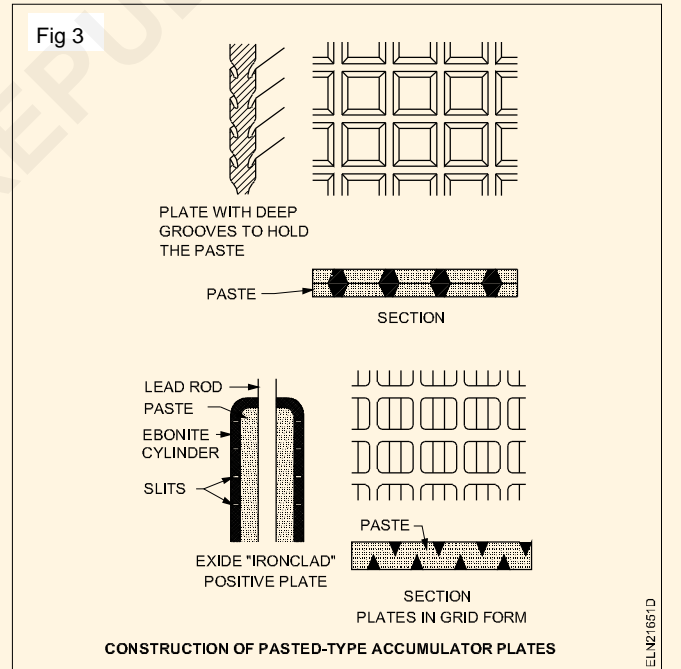 Fig 3
PLATE WITH DEEP
GROOVES TO HOLD
THE PASTE
PASTE
SECTION
LEAD ROD
PASTE
EBONITE
CYLINDER
SLITS
EXIDE "IRONCLAD"
POSITIVE PLATE
PASTE
SECTION
PLATES IN GRID FORM
CONSTRUCTION OF PASTED-TYPE ACCUMULATOR PLATES
ELN21651D